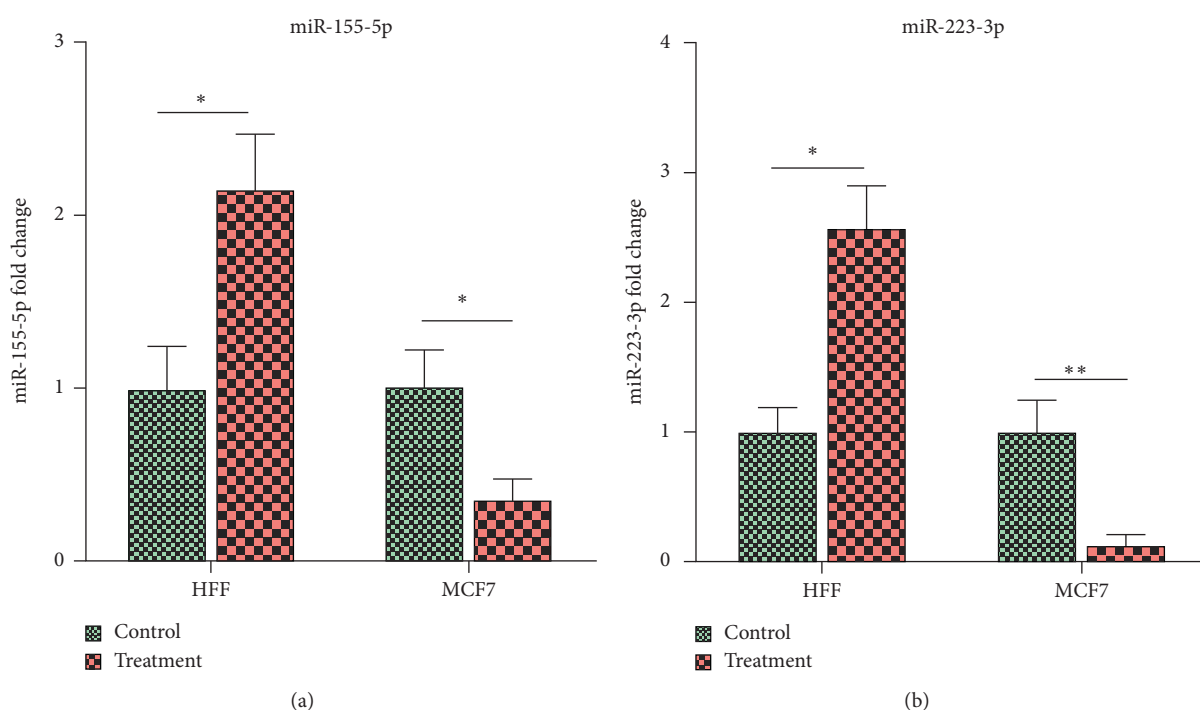 miR-155-5p
3
2
1
0
miR-155-5p fold change
*
*
HFF
MCF7
Control
Treatment
(a)
miR-223-3p
4
3
2
1
0
miR-223-3p fold change
*
**
HFF
MCF7
Control
Treatment
(b)